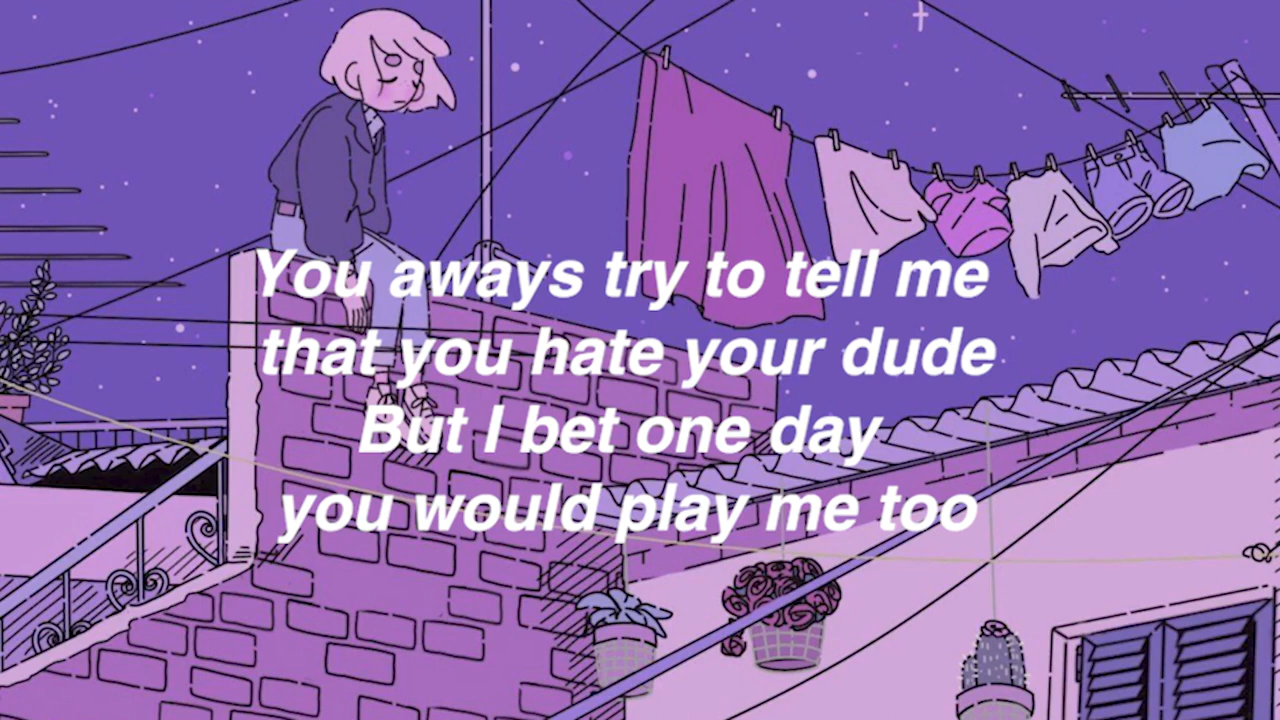 You aways try to tell me
that you hate your dude
But I bet one day
you would play me too